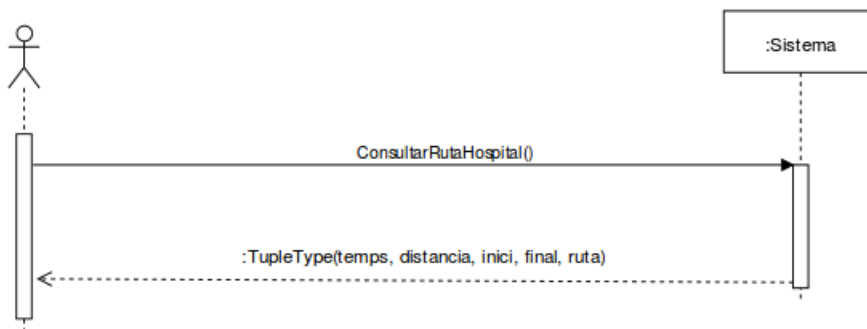 :Sistema
ConsultarRutaHospital()
:TupleType(temps, distancia, inici, final, ruta)